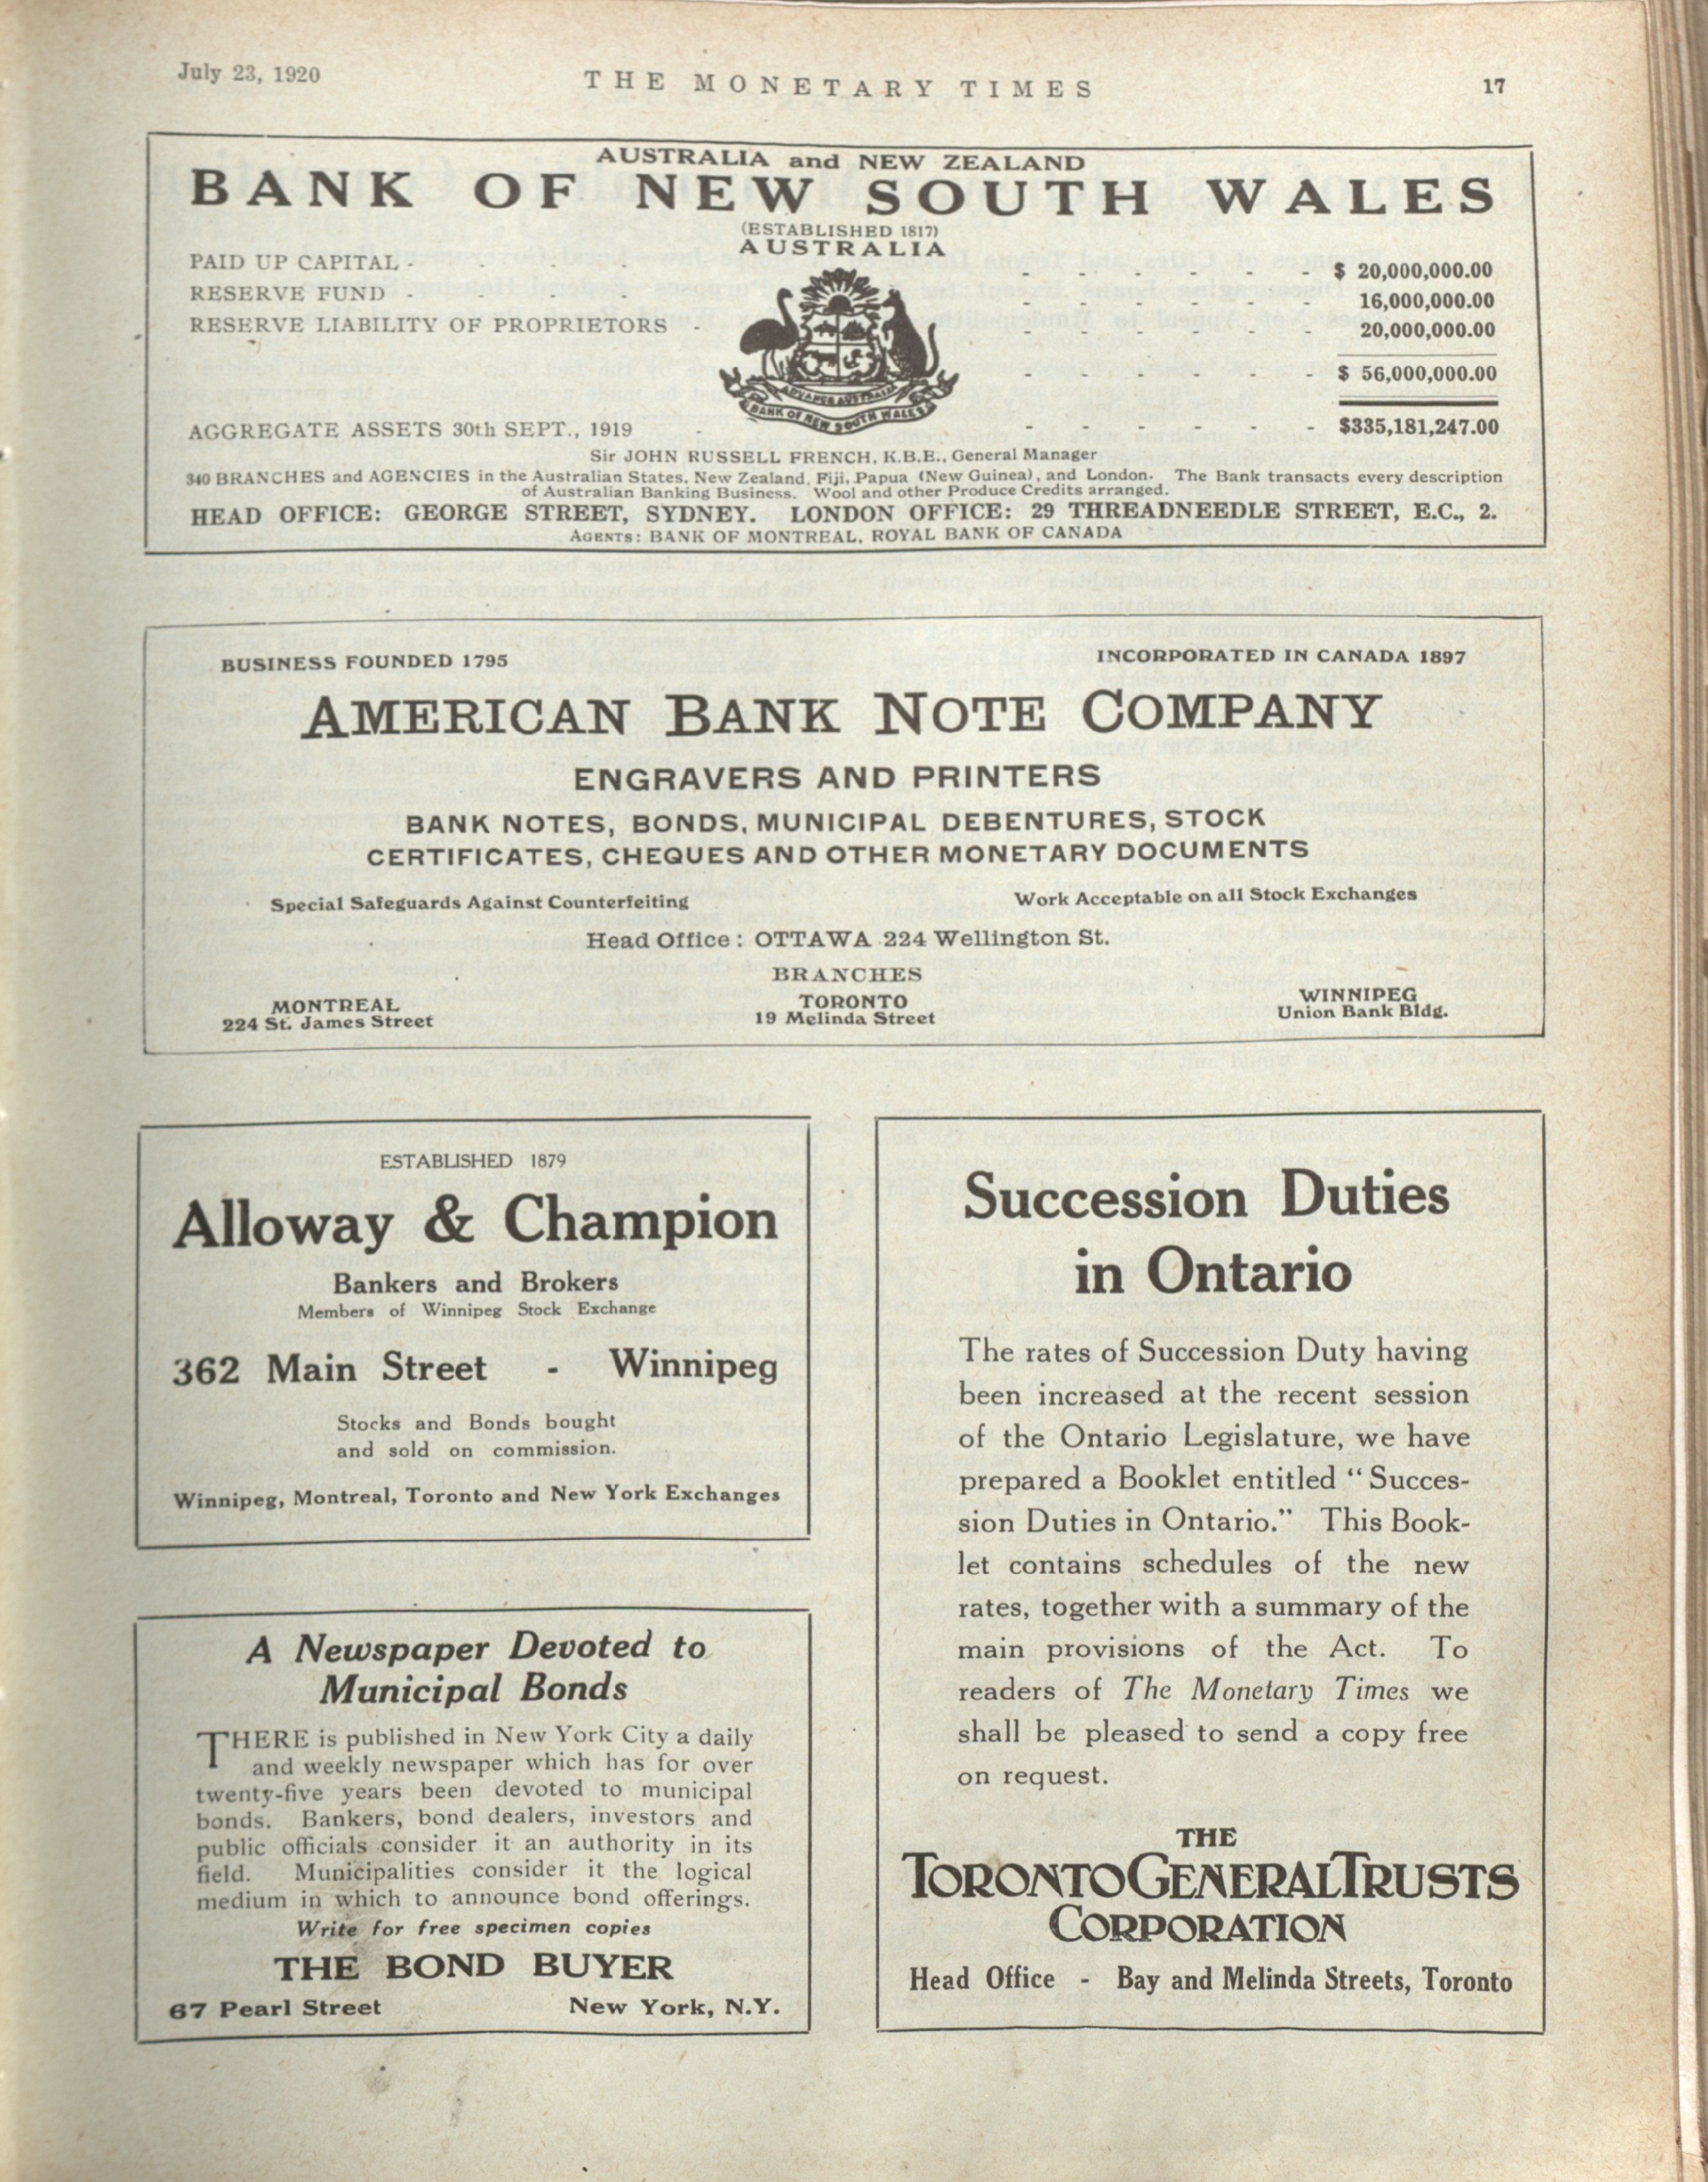 July 23, 1920
THE MONETARY TIMES
17
AUSTRALIA and NEW ZEALAND
BANK OF NEW SOUTH WALES
(ESTABLISHED 1817)
AUSTRALIA
PAID UP CAPITAL - - - - - - - - - - $ 20,000,000.00
RESERVE FUND - - - - - - - - - - 16,000,000.00
RESERVE LIABILITY OF PROPRIETORS - - - - - - - 20,000,000.00
- - - - - - $ 56,000,000.00
ADVANCE AUSTRALIA
BANK OF NEW SOUTH WALES
AGGREGATE ASSETS 30th SEPT., 1919 - - - - - - - $335,181,247.00
Sir JOHN RUSSELL FRENCH, K.B.E., General Manager
340 BRANCHES and AGENCIES in the Australian States, New Zealand, Fiji, Papua (New Guinea), and London. The Bank transacts every description
of Australian Banking Business. Wool and other Produce Credits arranged.
HEAD OFFICE: GEORGE STREET, SYDNEY. LONDON OFFICE: 29 THREADNEEDLE STREET, E.C., 2.
AGENTS: BANK OF MONTREAL, ROYAL BANK OF CANADA
BUSINESS FOUNDED 1795
INCORPORATED IN CANADA 1897
AMERICAN BANK NOTE COMPANY
ENGRAVERS AND PRINTERS
BANK NOTES, BONDS, MUNICIPAL DEBENTURES, STOCK
CERTIFICATES, CHEQUES AND OTHER MONETARY DOCUMENTS
Special Safeguards Against Counterfeiting
Work Acceptable on all Stock Exchanges
Head Office : OTTAWA 224 Wellington St.
BRANCHES
MONTREAL
224 St. James Street
TORONTO
19 Melinda Street
WINNIPEG
Union Bank Bldg.
ESTABLISHED 1879
Alloway & Champion
Bankers and Brokers
Members of Winnipeg Stock Exchange
362 Main Street - Winnipeg
Stocks and Bonds bought
and sold on commission.
Winnipeg, Montreal, Toronto and New York Exchanges
A Newspaper Devoted to
Municipal Bonds
THERE is published in New York City a daily
and weekly newspaper which has for over
twenty-five years been devoted to municipal
bonds. Bankers, bond dealers, investors and
public officials consider it an authority in its
field. Municipalities consider it the logical
medium in which to announce bond offerings.
Write for free specimen copies
THE BOND BUYER
67 Pearl Street New York, N.Y.
Succession Duties
in Ontario
The rates of Succession Duty having
been increased at the recent session
of the Ontario Legislature, we have
prepared a Booklet entitled “Succes-
sion Duties in Ontario.” This Book-
let contains schedules of the new
rates, together with a summary of the
main provisions of the Act. To
readers of The Monetary Times we
shall be pleased to send a copy free
on request.
THE
TORONTO GENERAL TRUSTS
CORPORATION
Head Office - Bay and Melinda Streets, Toronto